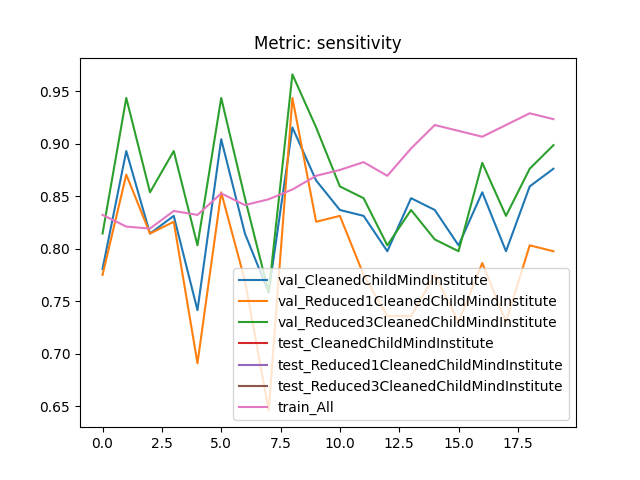 Metric: sensitivity
0.95
0.90
0.85
0.80
0.75
0.70
0.65
val_CleanedChildMindInstitute
val_Reduced1CleanedChildMindInstitute
val_Reduced3CleanedChildMindInstitute
test_CleanedChildMindInstitute
test_Reduced1CleanedChildMindInstitute
test_Reduced3CleanedChildMindInstitute
train_All
0.0 2.5 5.0 7.5 10.0 12.5 15.0 17.5